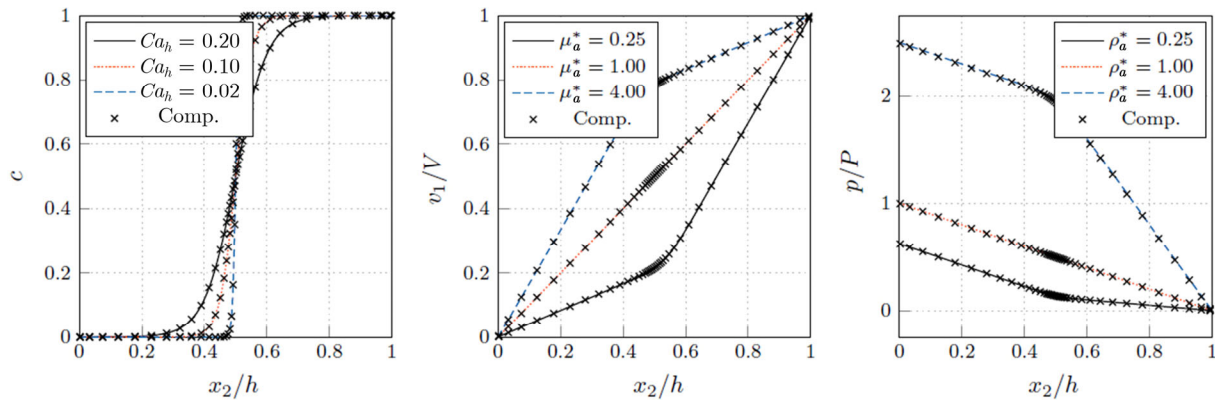 1
0.8
0.6
0.4
0.2
0
0
0.2
0.4
0.6
0.8
1
c
x₂/h
Ca_h = 0.20
Ca_h = 0.10
Ca_h = 0.02
Comp.
1
0.8
0.6
0.4
0.2
0
0
0.2
0.4
0.6
0.8
1
v₁/V
x₂/h
μ*_a = 0.25
μ*_a = 1.00
μ*_a = 4.00
Comp.
2
1
0
0
0.2
0.4
0.6
0.8
1
p/P
x₂/h
ρ*_a = 0.25
ρ*_a = 1.00
ρ*_a = 4.00
Comp.